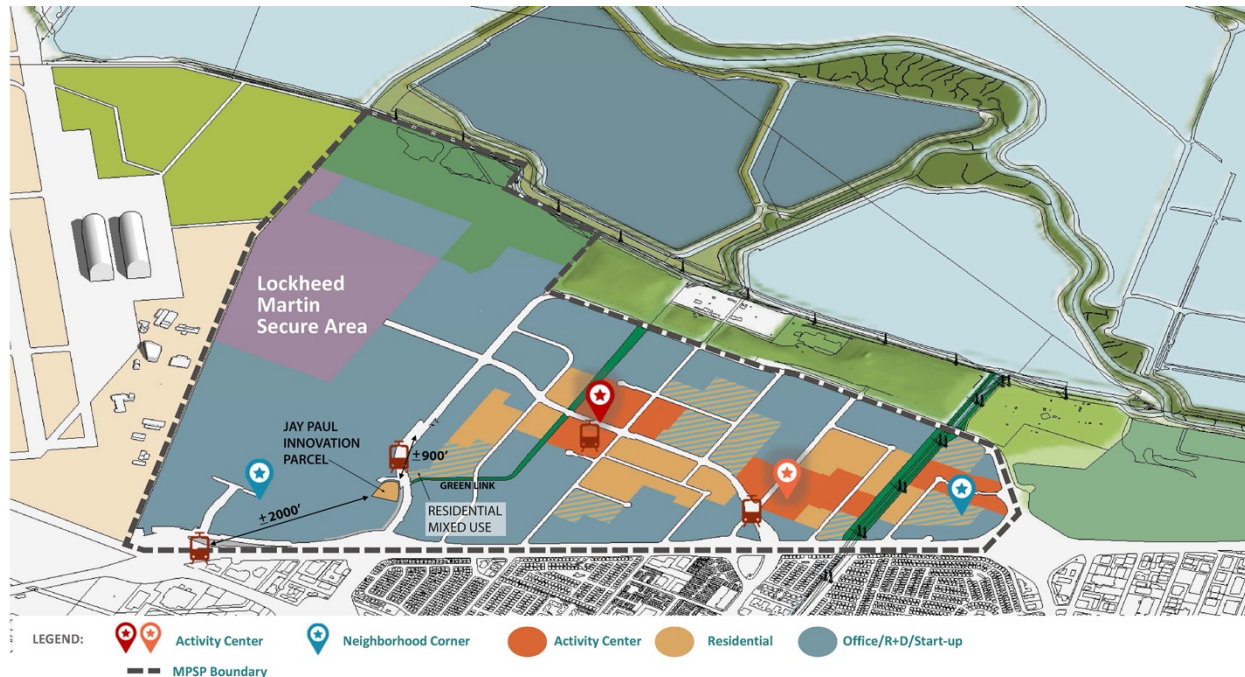 Lockheed
Martin
Secure Area
JAY PAUL
INNOVATION
PARCEL
±900'
GREEN LINK
RESIDENTIAL
MIXED USE
±2000'
LEGEND:
Activity Center
Neighborhood Corner
Activity Center
Residential
Office/R+D/Start-up
MPSP Boundary